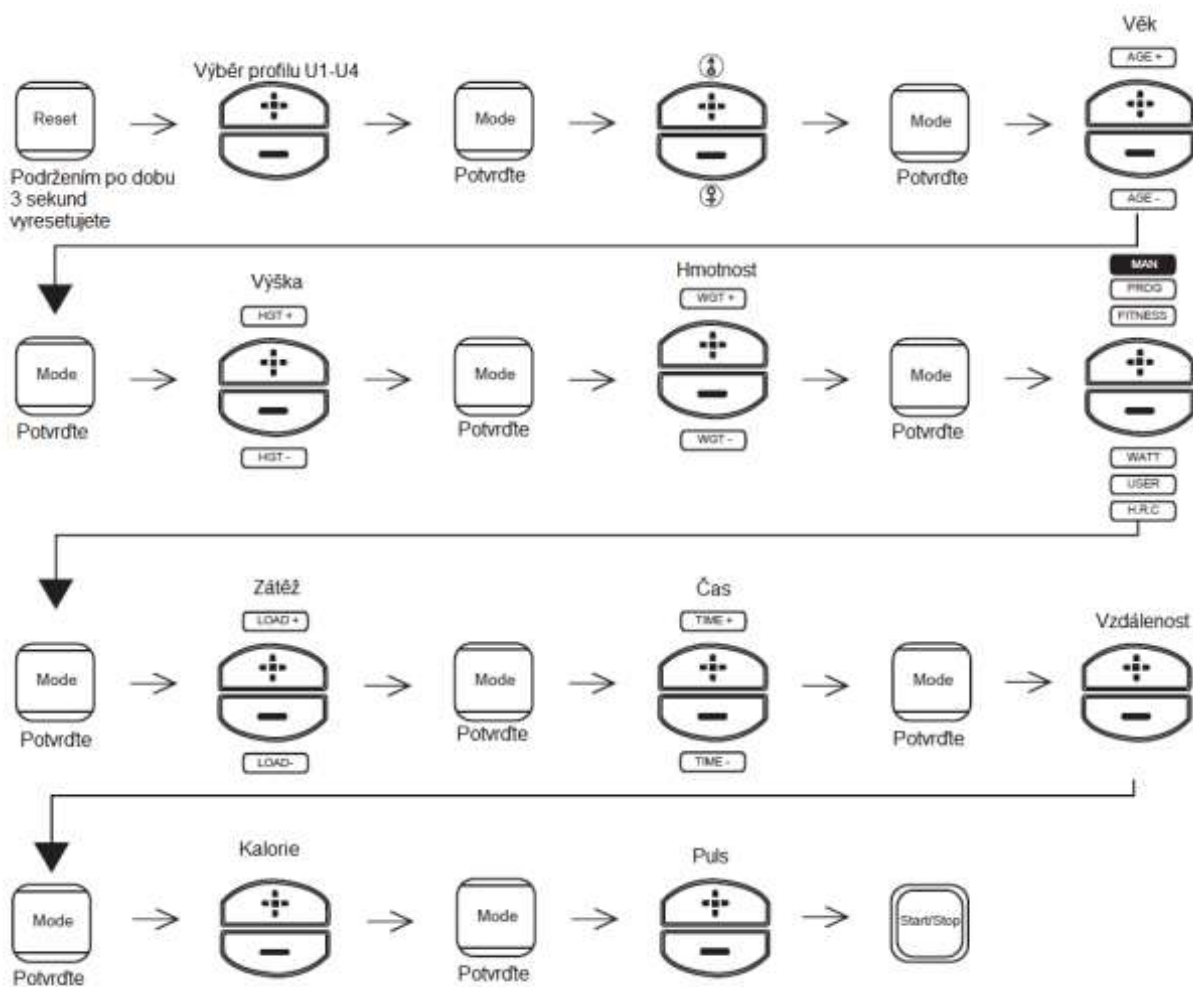 Věk
AGE +
Výběr profilu U1-U4
Reset
Mode
Mode
Podržením po dobu
3 sekund
vyresetujete
Potvrďte
Potvrďte
AGE -
MAN
PROG
FITNESS
Výška
Hmotnost
HGT +
WGT +
Mode
Mode
Mode
Potvrďte
Potvrďte
Potvrďte
HGT -
WGT -
WATT
USER
H.R.C
Zátěž
Čas
Vzdálenost
LOAD +
TIME +
Mode
Mode
Mode
Potvrďte
Potvrďte
Potvrďte
LOAD-
TIME -
Kalorie
Puls
Mode
Mode
Start/Stop
Potvrďte
Potvrďte